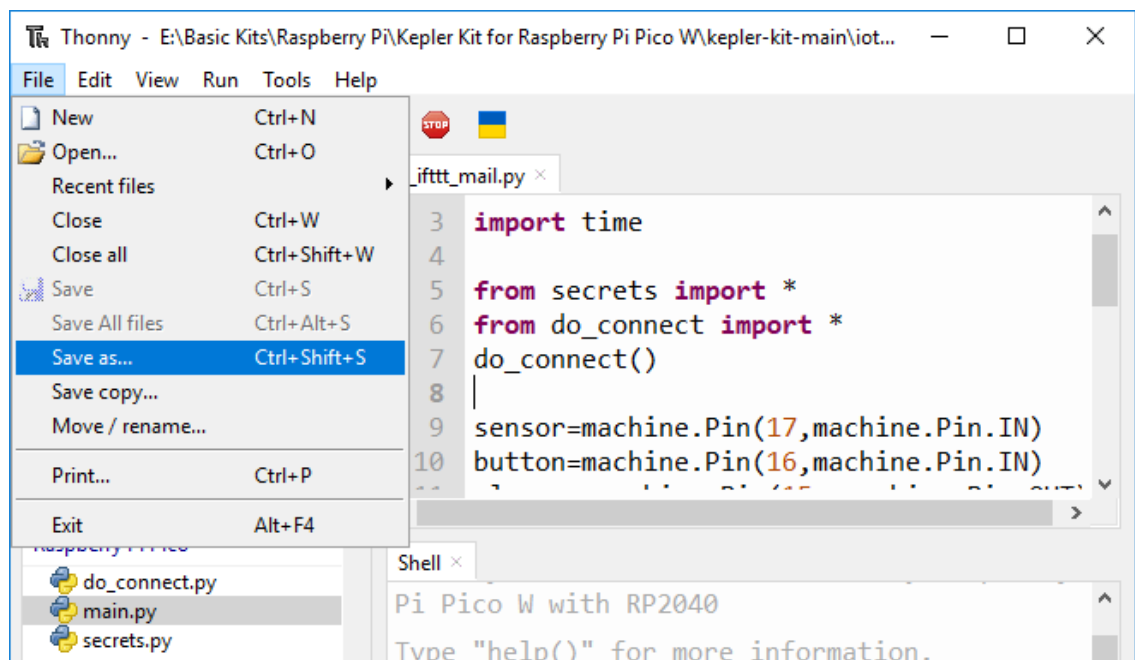 Thonny - E:\Basic Kits\Raspberry Pi\Kepler Kit for Raspberry Pi Pico W\kepler-kit-main\iot...
File Edit View Run Tools Help
New Ctrl+N
Open... Ctrl+O
Recent files
Close Ctrl+W
Close all Ctrl+Shift+W
Save Ctrl+S
Save All files Ctrl+Alt+S
Save as... Ctrl+Shift+S
Save copy...
Move / rename...
Print... Ctrl+P
Exit Alt+F4
STOP
_ifttt_mail.py
3 import time
4
5 from secrets import *
6 from do_connect import *
7 do_connect()
8
9 sensor=machine.Pin(17,machine.Pin.IN)
10 button=machine.Pin(16,machine.Pin.IN)
Raspberry Pi Pico
do_connect.py
main.py
secrets.py
Shell
Pi Pico W with RP2040
Type "help()" for more information.